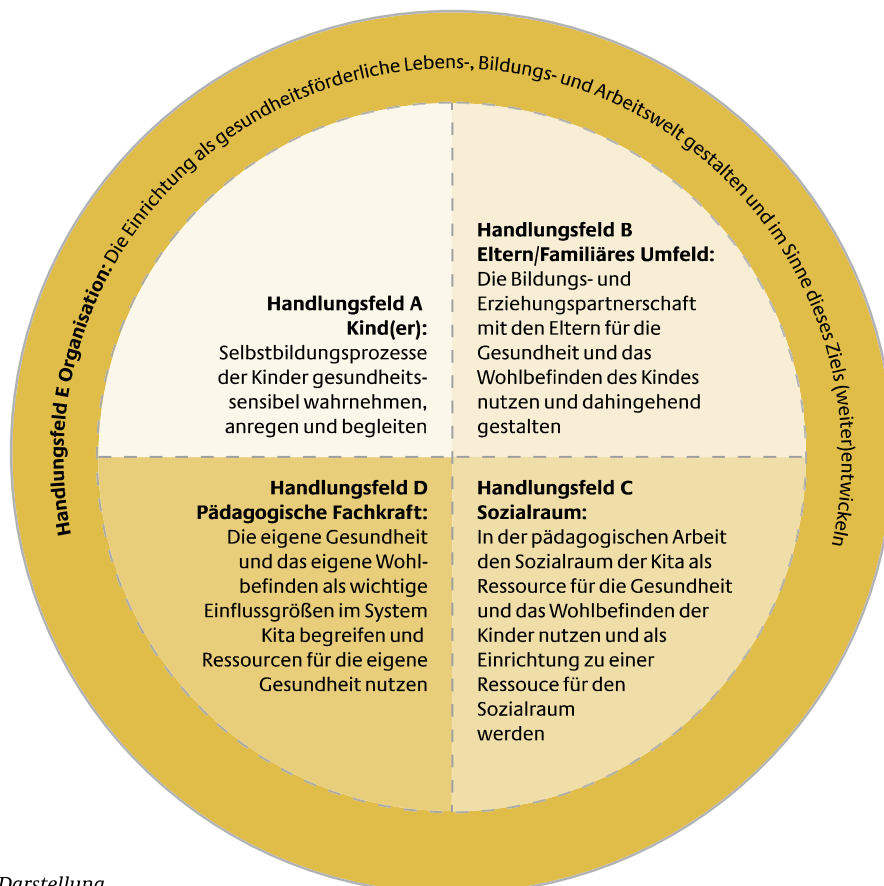 Handlungsfeld E Organisation: Die Einrichtung als gesundheitsförderliche Lebens-, Bildungs- und Arbeitswelt gestalten und im Sinne dieses Ziels (weiter)entwickeln
Handlungsfeld A
Kind(er):
Selbstbildungsprozesse
der Kinder gesundheits-
sensibel wahrnehmen,
anregen und begleiten
Handlungsfeld B
Eltern/Familiäres Umfeld:
Die Bildungs- und
Erziehungspartnerschaft
mit den Eltern für die
Gesundheit und das
Wohlbefinden des Kindes
nutzen und dahingehend
gestalten
Handlungsfeld D
Pädagogische Fachkraft:
Die eigene Gesundheit
und das eigene Wohl-
befinden als wichtige
Einflussgrößen im System
Kita begreifen und
Ressourcen für die eigene
Gesundheit nutzen
Handlungsfeld C
Sozialraum:
In der pädagogischen Arbeit
den Sozialraum der Kita als
Ressource für die Gesundheit
und das Wohlbefinden der
Kinder nutzen und als
Einrichtung zu einer
Ressouce für den
Sozialraum
werden
Darstellung